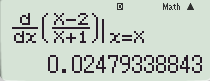 D Math ▲
d/dx(x-2/x+1)|x=x
0.02479338843